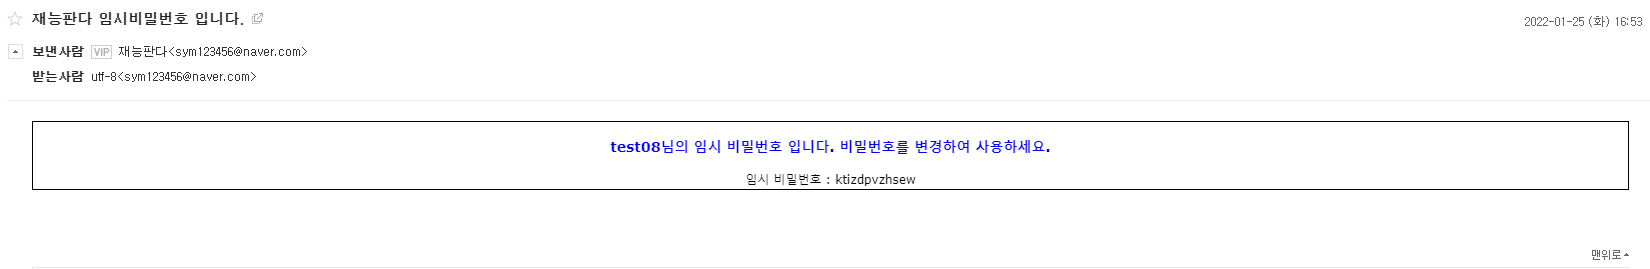 재능판다 임시비밀번호 입니다.
2022-01-25 (화) 16:53
보낸사람 VIP 재능판다<sym123456@naver.com>
받는사람 utf-8<sym123456@naver.com>
test08님의 임시 비밀번호 입니다. 비밀번호를 변경하여 사용하세요.
임시 비밀번호 : ktizdpvzhsew
맨위로